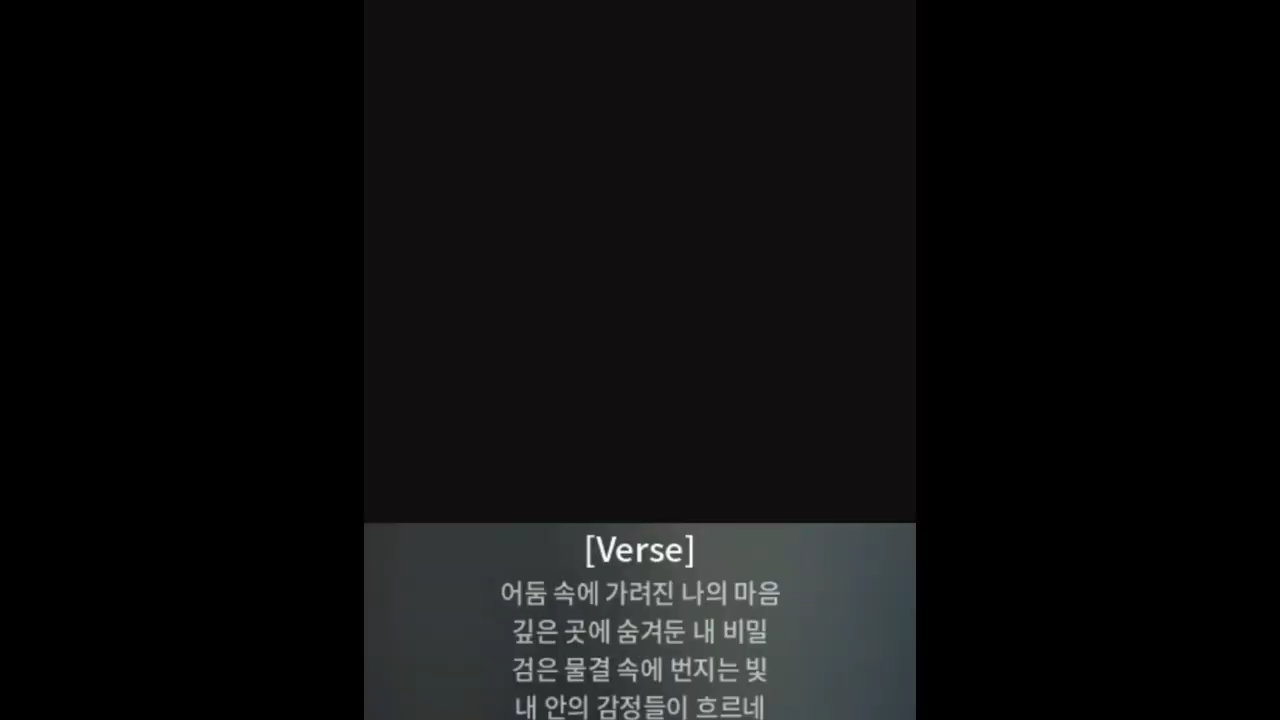 [Verse]
어둠 속에 가려진 나의 마음
깊은 곳에 숨겨둔 내 비밀
검은 물결 속에 번지는 빛
내 안의 감정들이 흐르네